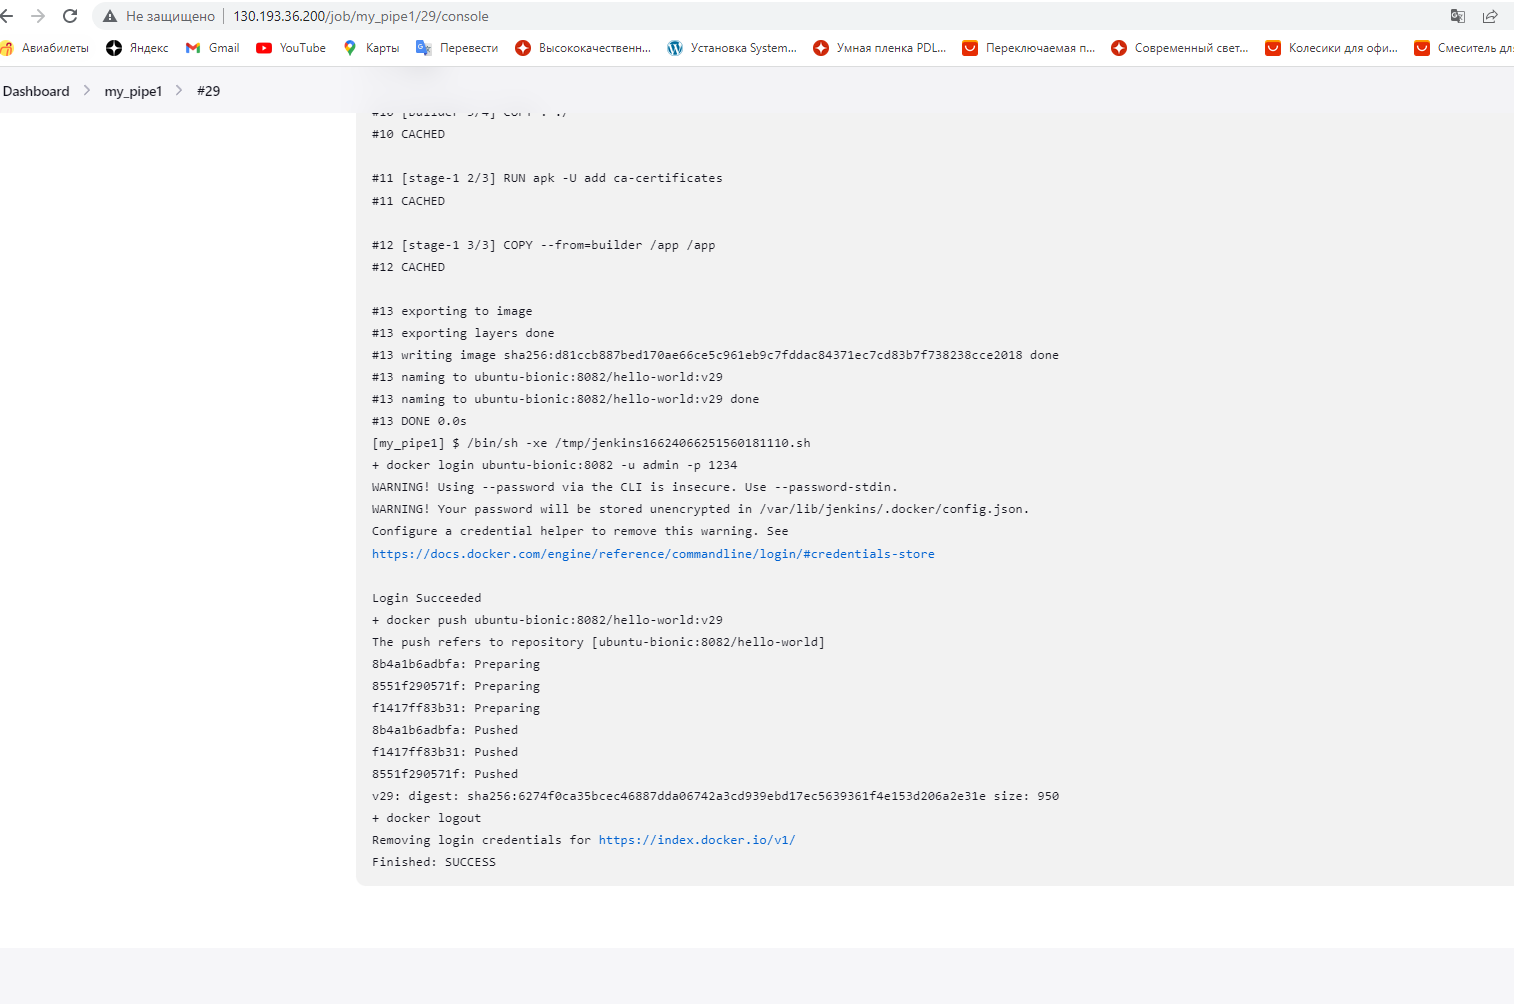 Не защищено 130.193.36.200/job/my_pipe1/29/console
Авиабилеты Яндекс Gmail YouTube Карты Перевести Высококачественн... Установка System... Умная пленка PDL... Переключаемая п... Современный свет... Колесики для офи... Смеситель для
Dashboard my_pipe1 #29
#10 [builder 3/4] COPY . ./
#10 CACHED
#11 [stage-1 2/3] RUN apk -U add ca-certificates
#11 CACHED
#12 [stage-1 3/3] COPY --from=builder /app /app
#12 CACHED
#13 exporting to image
#13 exporting layers done
#13 writing image sha256:d81ccb887bed170ae66ce5c961eb9c7fddac84371ec7cd83b7f738238cce2018 done
#13 naming to ubuntu-bionic:8082/hello-world:v29
#13 naming to ubuntu-bionic:8082/hello-world:v29 done
#13 DONE 0.0s
[my_pipe1] $ /bin/sh -xe /tmp/jenkins16624066251560181110.sh
+ docker login ubuntu-bionic:8082 -u admin -p 1234
WARNING! Using --password via the CLI is insecure. Use --password-stdin.
WARNING! Your password will be stored unencrypted in /var/lib/jenkins/.docker/config.json.
Configure a credential helper to remove this warning. See
https://docs.docker.com/engine/reference/commandline/login/#credentials-store
Login Succeeded
+ docker push ubuntu-bionic:8082/hello-world:v29
The push refers to repository [ubuntu-bionic:8082/hello-world]
8b4a1b6adbfa: Preparing
8551f290571f: Preparing
f1417ff83b31: Preparing
8b4a1b6adbfa: Pushed
f1417ff83b31: Pushed
8551f290571f: Pushed
v29: digest: sha256:6274f0ca35bcec46887dda06742a3cd939ebd17ec5639361f4e153d206a2e31e size: 950
+ docker logout
Removing login credentials for https://index.docker.io/v1/
Finished: SUCCESS